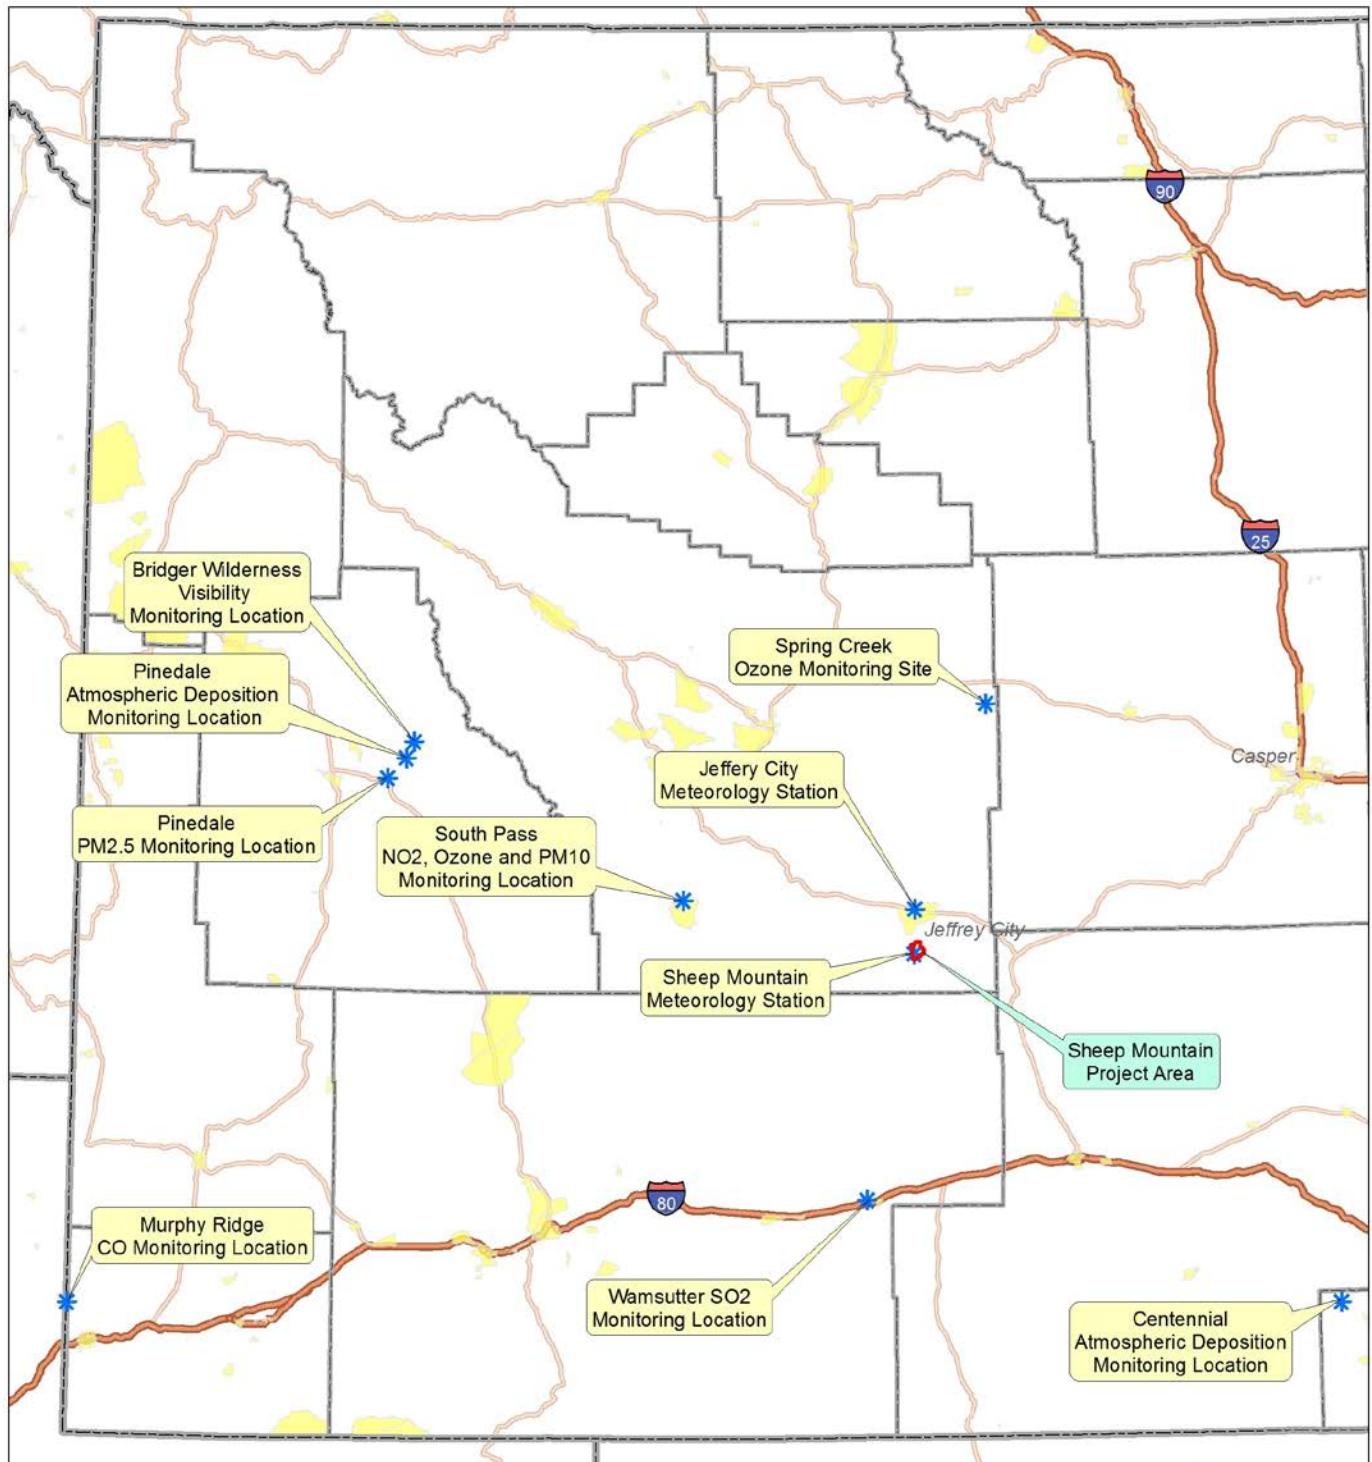 90
25
Bridger Wilderness
Visibility
Monitoring Location
Spring Creek
Ozone Monitoring Site
Pinedale
Atmospheric Deposition
Monitoring Location
Casper
Jeffery City
Meteorology Station
Pinedale
PM2.5 Monitoring Location
South Pass
NO2, Ozone and PM10
Monitoring Location
Jeffrey City
Sheep Mountain
Meteorology Station
Sheep Mountain
Project Area
80
Murphy Ridge
CO Monitoring Location
Wamsutter SO2
Monitoring Location
Centennial
Atmospheric Deposition
Monitoring Location